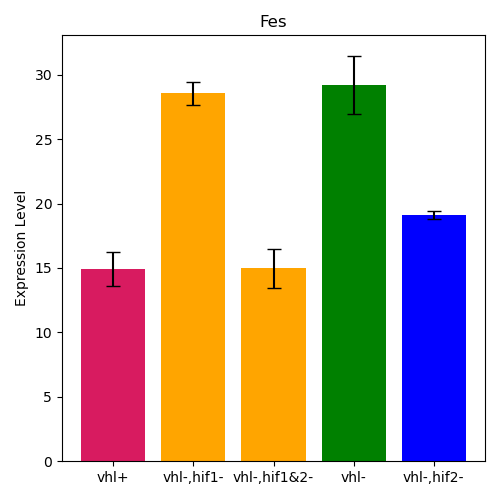 Fes
Expression Level
30
25
20
15
10
5
0
vhl+
vhl-,hif1-
vhl-,hif1&2-
vhl-
vhl-,hif2-